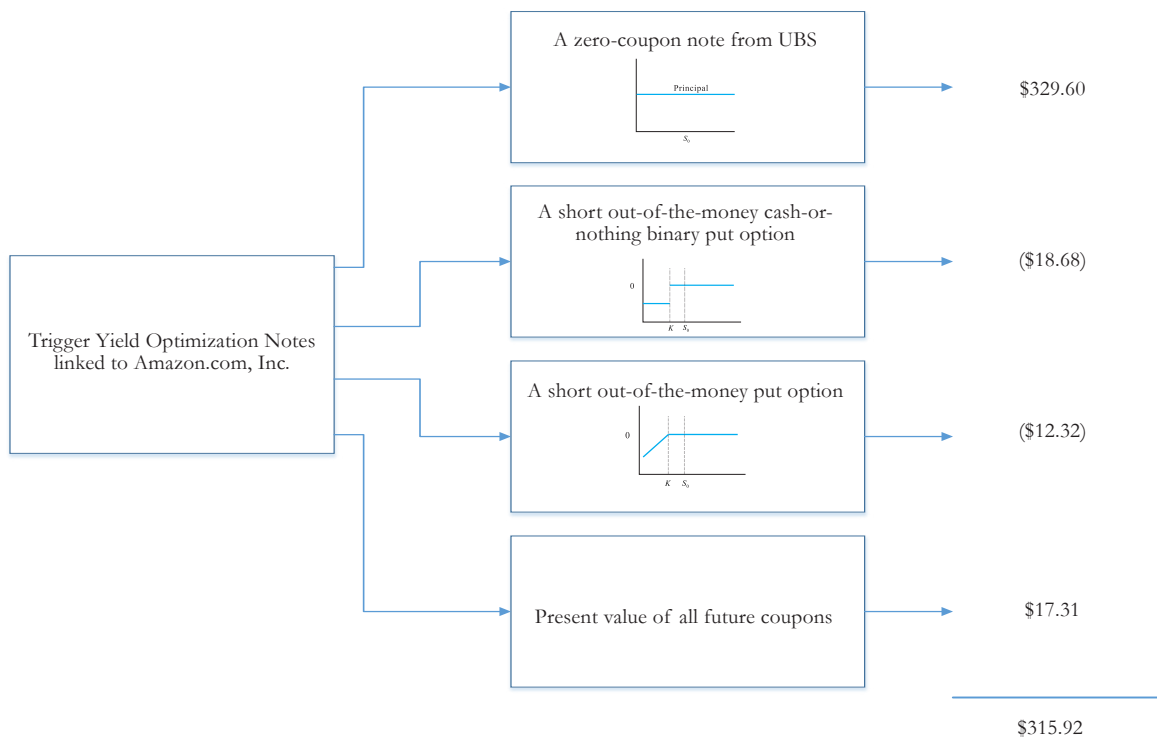 Trigger Yield Optimization Notes
linked to Amazon.com, Inc.
A zero-coupon note from UBS
Principal
S₀
$329.60
A short out-of-the-money cash-or-
nothing binary put option
0
K S₀
($18.68)
A short out-of-the-money put option
0
K S₀
($12.32)
Present value of all future coupons
$17.31
$315.92